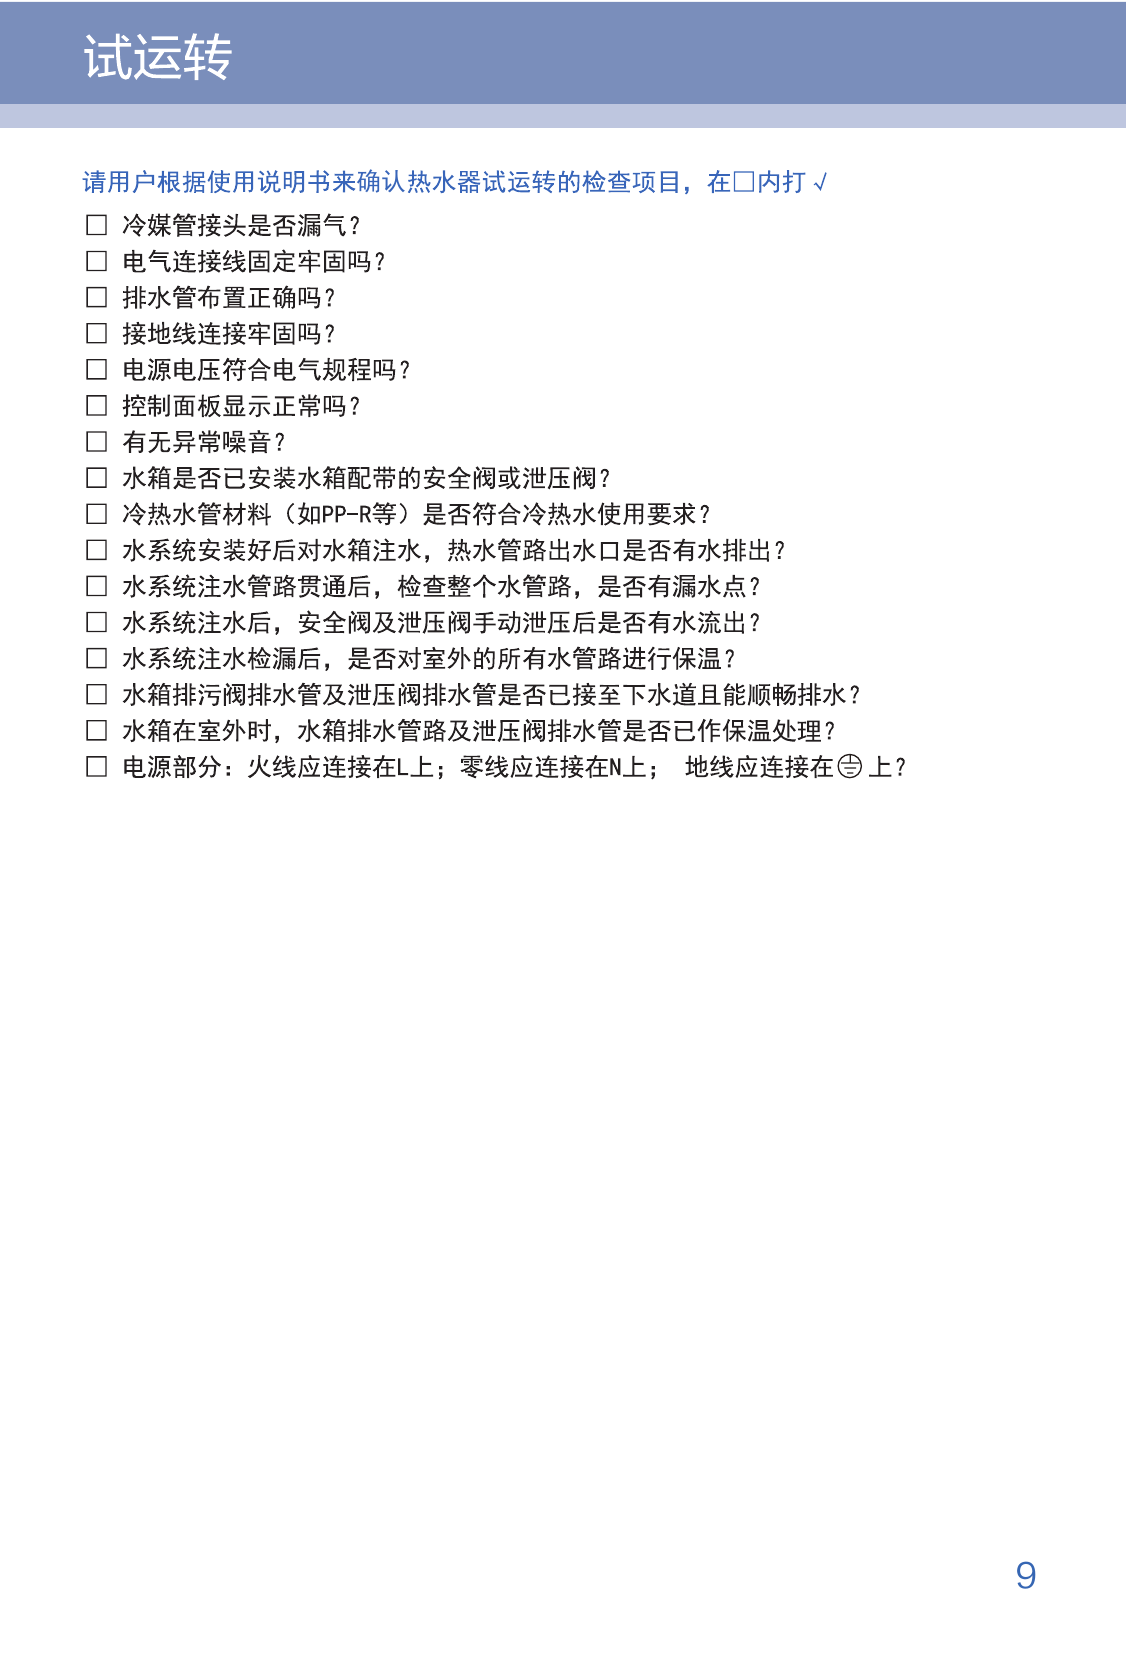 试运转
请用户根据使用说明书来确认热水器试运转的检查项目，在□内打 √
□ 冷媒管接头是否漏气？
□ 电气连接线固定牢固吗？
□ 排水管布置正确吗？
□ 接地线连接牢固吗？
□ 电源电压符合电气规程吗？
□ 控制面板显示正常吗？
□ 有无异常噪音？
□ 水箱是否已安装水箱配带的安全阀或泄压阀？
□ 冷热水管材料（如PP-R等）是否符合冷热水使用要求？
□ 水系统安装好后对水箱注水，热水管路出水口是否有水排出？
□ 水系统注水管路贯通后，检查整个水管路，是否有漏水点？
□ 水系统注水后，安全阀及泄压阀手动泄压后是否有水流出？
□ 水系统注水检漏后，是否对室外的所有水管路进行保温？
□ 水箱排污阀排水管及泄压阀排水管是否已接至下水道且能顺畅排水？
□ 水箱在室外时，水箱排水管路及泄压阀排水管是否已作保温处理？
□ 电源部分：火线应连接在L上；零线应连接在N上； 地线应连接在⏚上？
9